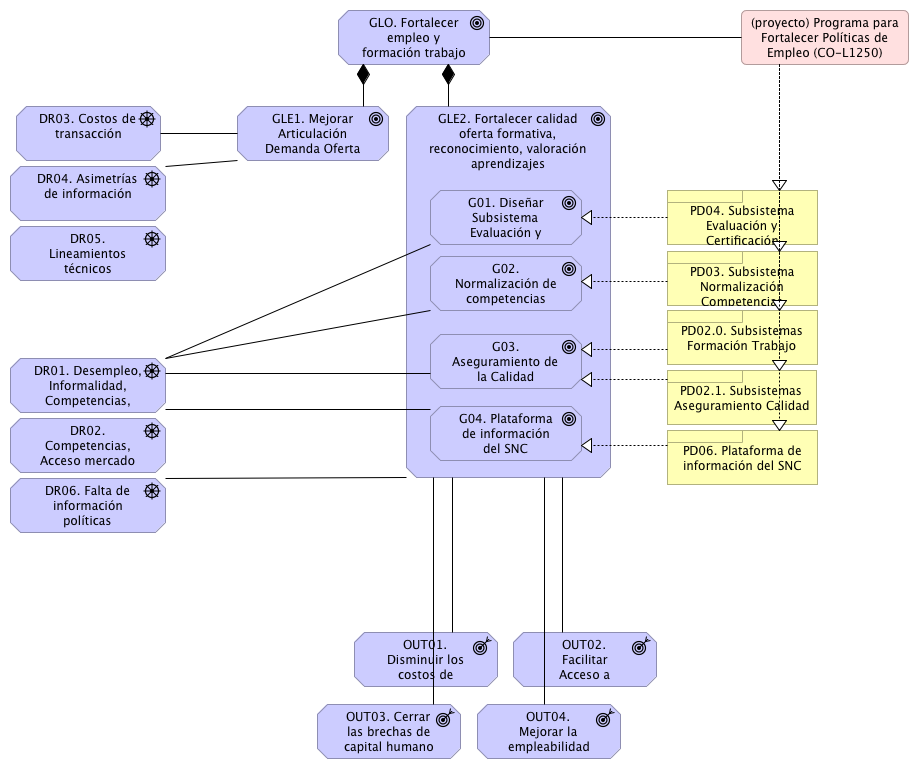 GLO. Fortalecer
empleo y
formación trabajo
(proyecto) Programa para
Fortalecer Políticas de
Empleo (CO-L1250)
DR03. Costos de
transacción
GLE1. Mejorar
Articulación
Demanda Oferta
GLE2. Fortalecer calidad
oferta formativa,
reconocimiento, valoración
aprendizajes
DR04. Asimetrías
de información
DR05.
Lineamientos
técnicos
G01. Diseñar
Subsistema
Evaluación y
PD04. Subsistema
Evaluación y
Certificación
G02.
Normalización de
competencias
PD03. Subsistema
Normalización
Competencias
PD02.0. Subsistemas
Formación Trabajo
G03.
Aseguramiento de
la Calidad
DR01. Desempleo,
Informalidad,
Competencias,
PD02.1. Subsistemas
Aseguramiento Calidad
G04. Plataforma
de información
del SNC
DR02.
Competencias,
Acceso mercado
PD06. Plataforma de
información del SNC
DR06. Falta de
información
políticas
OUT01.
Disminuir los
costos de
OUT02.
Facilitar
Acceso a
OUT03. Cerrar
las brechas de
capital humano
OUT04.
Mejorar la
empleabilidad